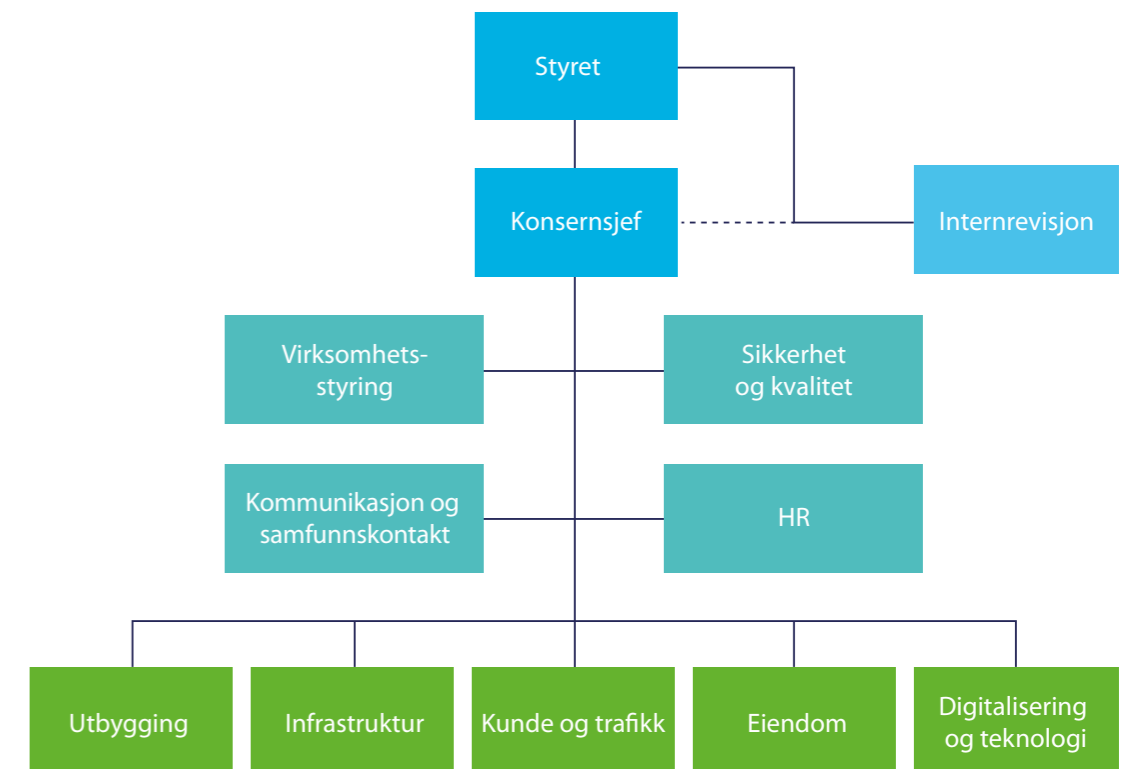 Styret
Konsernsjef
Internrevisjon
Virksomhets-
styring
Sikkerhet
og kvalitet
Kommunikasjon og
samfunnskontakt
HR
Utbygging
Infrastruktur
Kunde og trafikk
Eiendom
Digitalisering
og teknologi